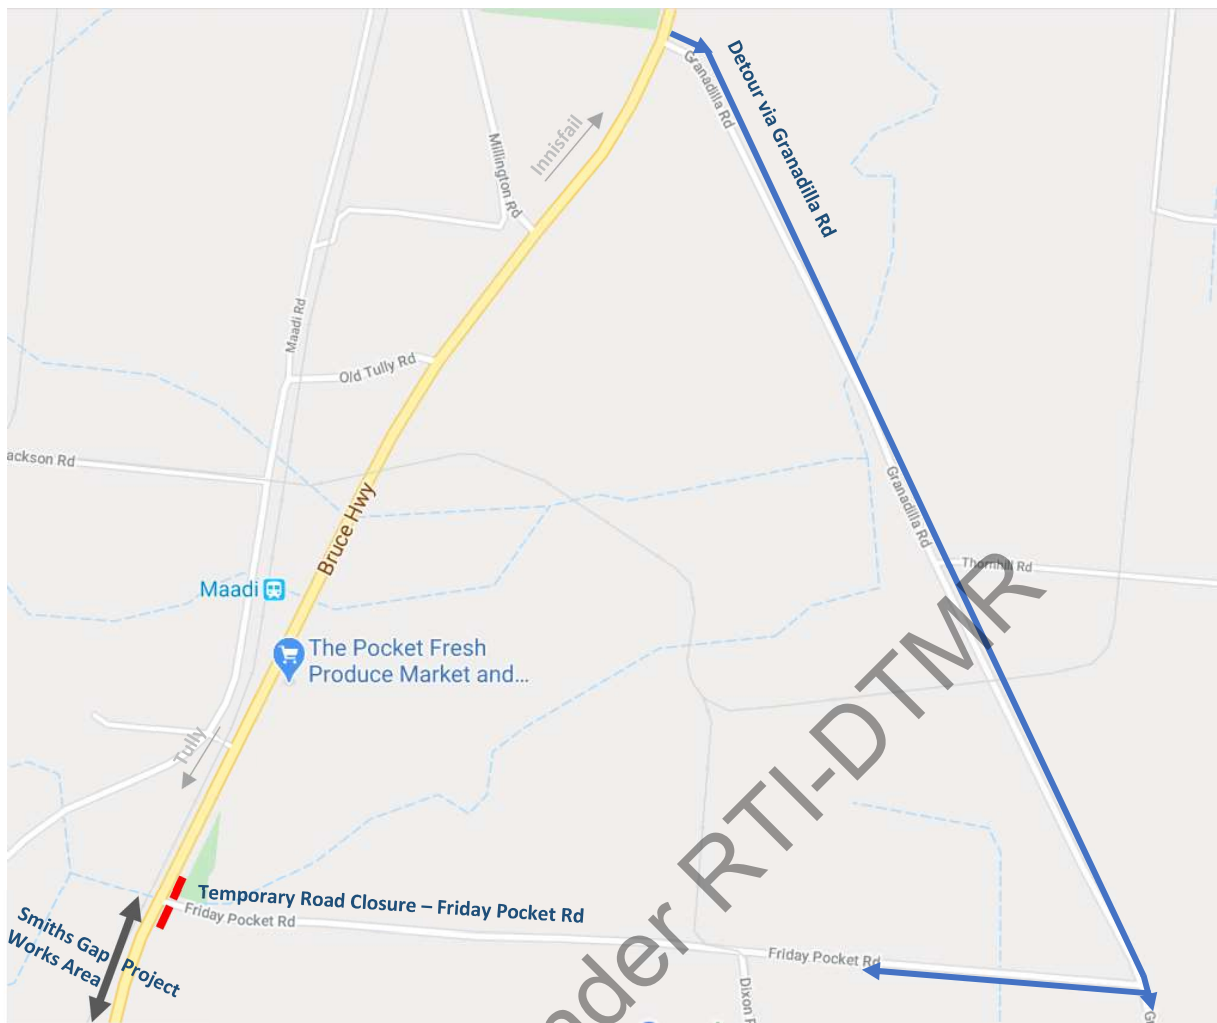 Granadilla Rd
Detour via Granadilla Rd
Innisfail
Millington Rd
Maadi Rd
Old Tully Rd
ackson Rd
Bruce Hwy
Granadilla Rd
Thornhill Rd
Maadi
The Pocket Fresh
Produce Market and...
Tully
Temporary Road Closure – Friday Pocket Rd
Friday Pocket Rd
Smiths Gap Project
Works Area
Friday Pocket Rd
Dixon R
nder RTI-DTMR